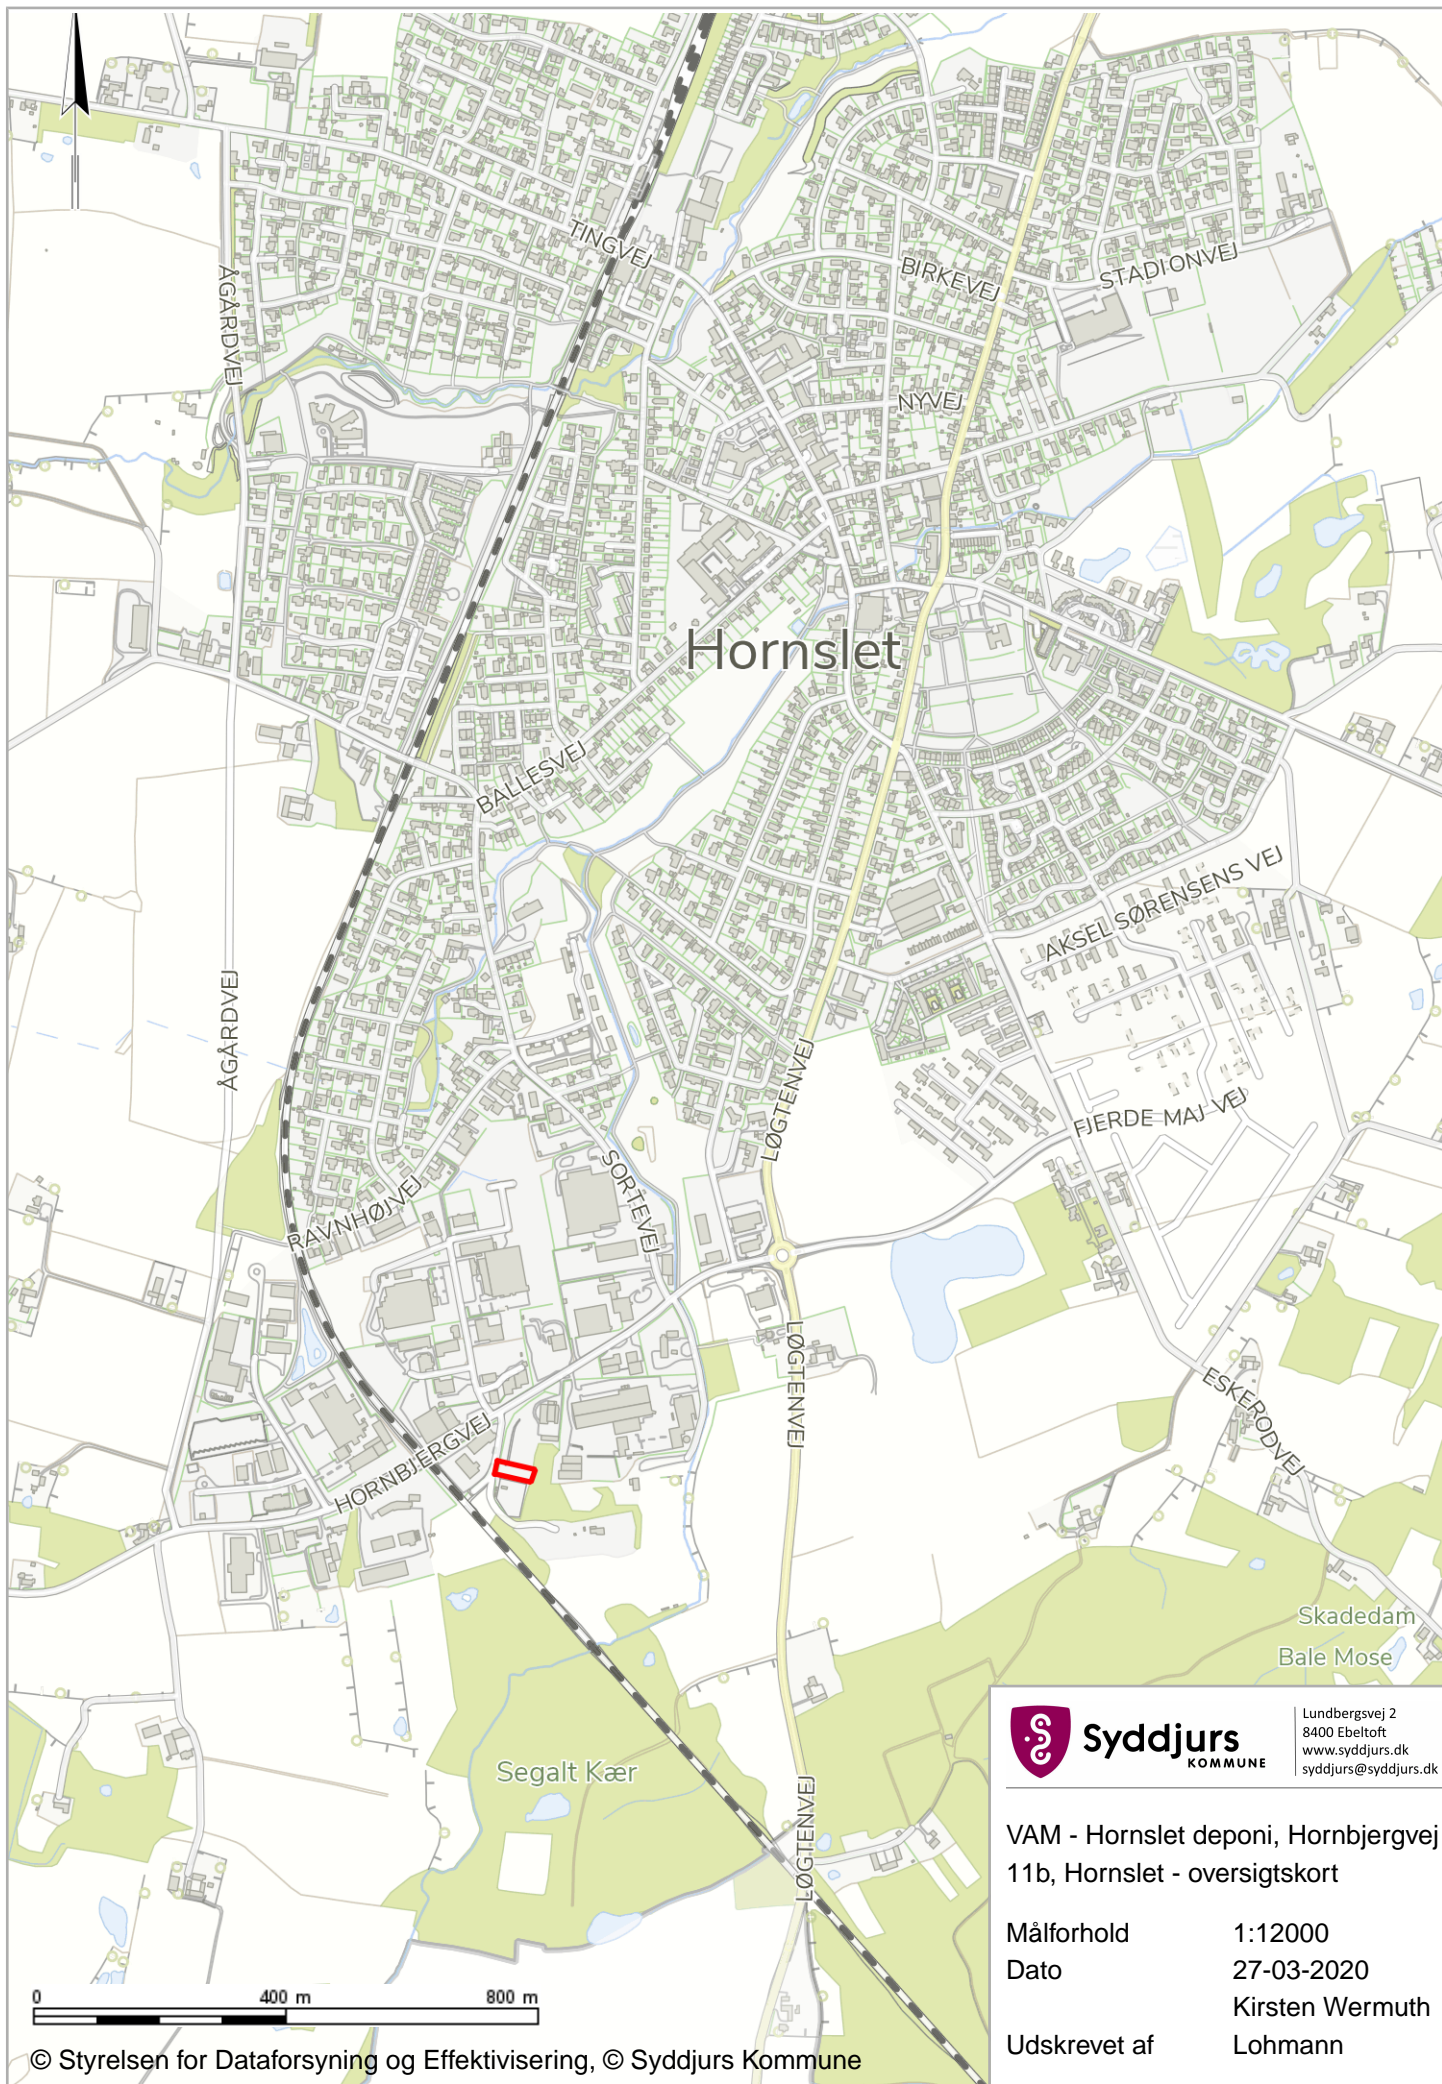 TINGVEJ
BIRKEVEJ
STADIONVEJ
ÅGÅRDVEJ
NYVEJ
Hornslet
BALLESVEJ
AKSEL SØRENSENS VEJ
ÅGÅRDVEJ
LØGTENVEJ
FJERDE MAJ VEJ
SORTEVEJ
RAVNHØJVEJ
LØGTENVEJ
ESKERODVEJ
HORNBJERGVEJ
Skadedam
Bale Mose
Segalt Kær
LØGTENVEJ
Syddjurs
KOMMUNE
Lundbergsvej 2
8400 Ebeltoft
www.syddjurs.dk
syddjurs@syddjurs.dk
VAM - Hornslet deponi, Hornbjergvej
11b, Hornslet - oversigtskort
Målforhold 1:12000
Dato 27-03-2020
Kirsten Wermuth
Udskrevet af Lohmann
0 400 m 800 m
© Styrelsen for Dataforsyning og Effektivisering, © Syddjurs Kommune